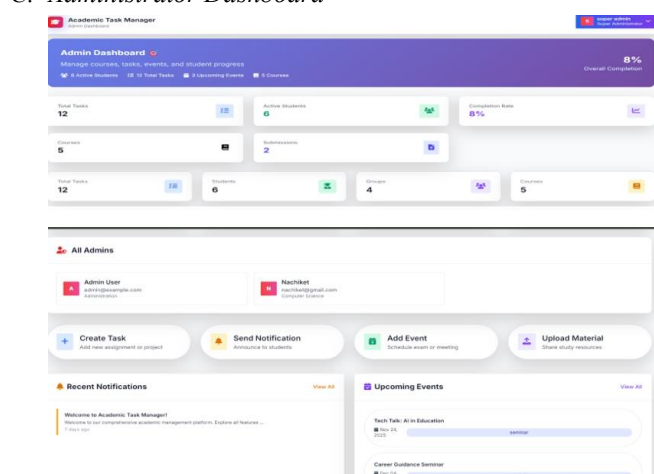 C. Administrator Dashboard
Academic Task Manager
Admin Dashboard
super admin
Super Administrator
Admin Dashboard
Manage courses, tasks, events, and student progress
6 Active Students 12 Total Tasks 3 Upcoming Events 5 Courses
8%
Overall Completion
Total Tasks
12
Active Students
6
Completion Rate
8%
Courses
5
Submissions
2
Total Tasks
12
Students
6
Groups
4
Courses
5
All Admins
A
Admin User
admin@example.com
Administration
N
Nachiket
nachiket@gmail.com
Computer Science
Create Task
Add new assignment or project
Send Notification
Announce to students
Add Event
Schedule exam or meeting
Upload Material
Share study resources
Recent Notifications
View All
Welcome to Academic Task Manager!
Welcome to our comprehensive academic management platform. Explore all features ...
7 days ago
Upcoming Events
View All
Tech Talk: AI in Education
Nov 24,
2025
seminar
Career Guidance Seminar